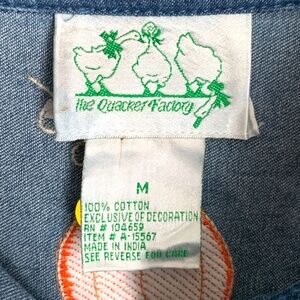 The Quacker Factory
M
100% COTTON
EXCLUSIVE OF DECORATION
RN # 104659
ITEM # A-15567
MADE IN INDIA
SEE REVERSE FOR CARE